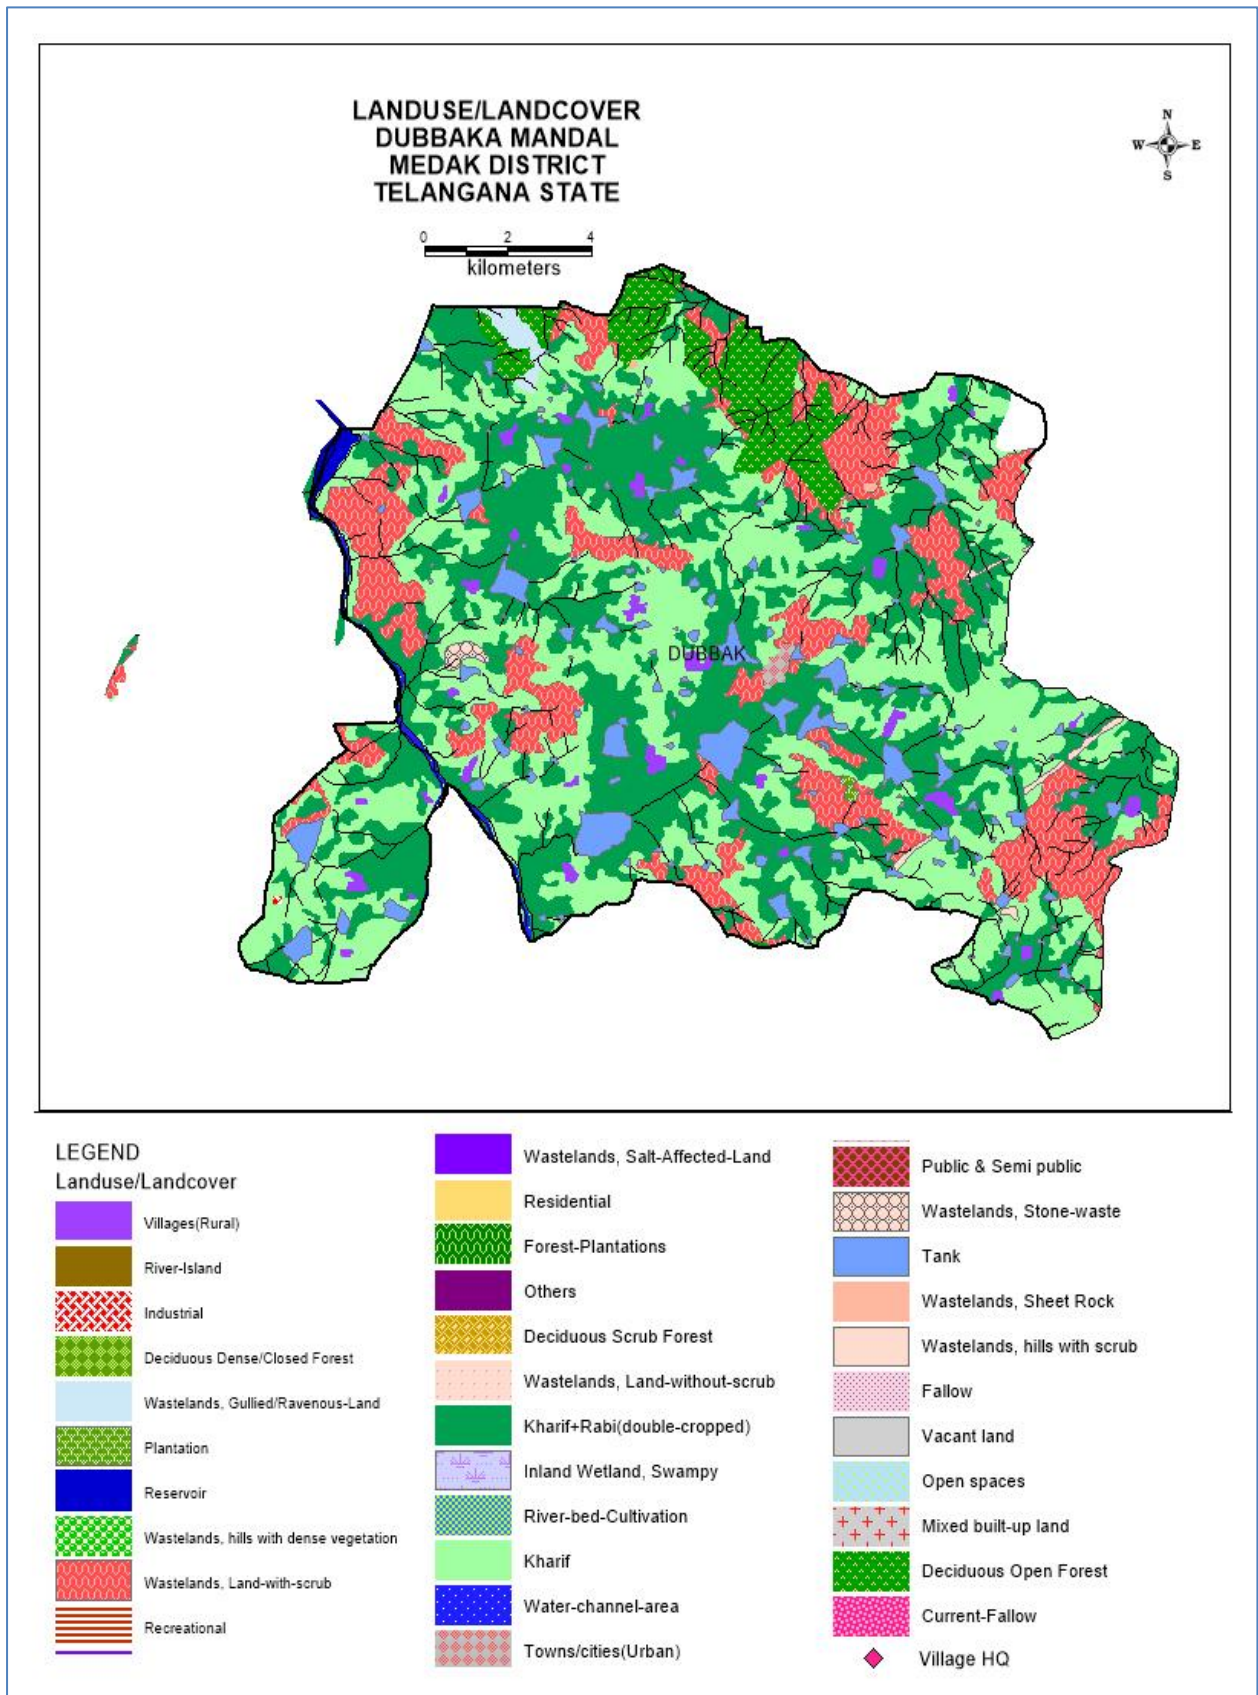 LANDUSE/LANDCOVER
DUBBAKA MANDAL
MEDAK DISTRICT
TELANGANA STATE
N
W E
S
0 2 4
kilometers
DUBBAK
LEGEND
Landuse/Landcover
Villages(Rural)
River-Island
Industrial
Deciduous Dense/Closed Forest
Wastelands, Gullied/Ravenous-Land
Plantation
Reservoir
Wastelands, hills with dense vegetation
Wastelands, Land-with-scrub
Recreational
Wastelands, Salt-Affected-Land
Residential
Forest-Plantations
Others
Deciduous Scrub Forest
Wastelands, Land-without-scrub
Kharif+Rabi(double-cropped)
Inland Wetland, Swampy
River-bed-Cultivation
Kharif
Water-channel-area
Towns/cities(Urban)
Public & Semi public
Wastelands, Stone-waste
Tank
Wastelands, Sheet Rock
Wastelands, hills with scrub
Fallow
Vacant land
Open spaces
Mixed built-up land
Deciduous Open Forest
Current-Fallow
Village HQ